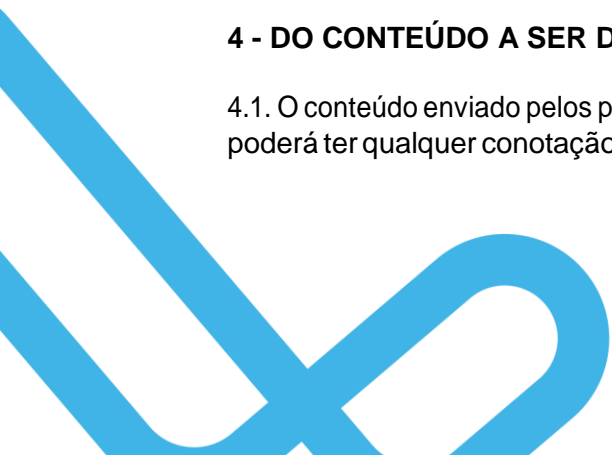 4 - DO CONTEÚDO A SER D
4.1. O conteúdo enviado pelos p
poderá ter qualquer conotação